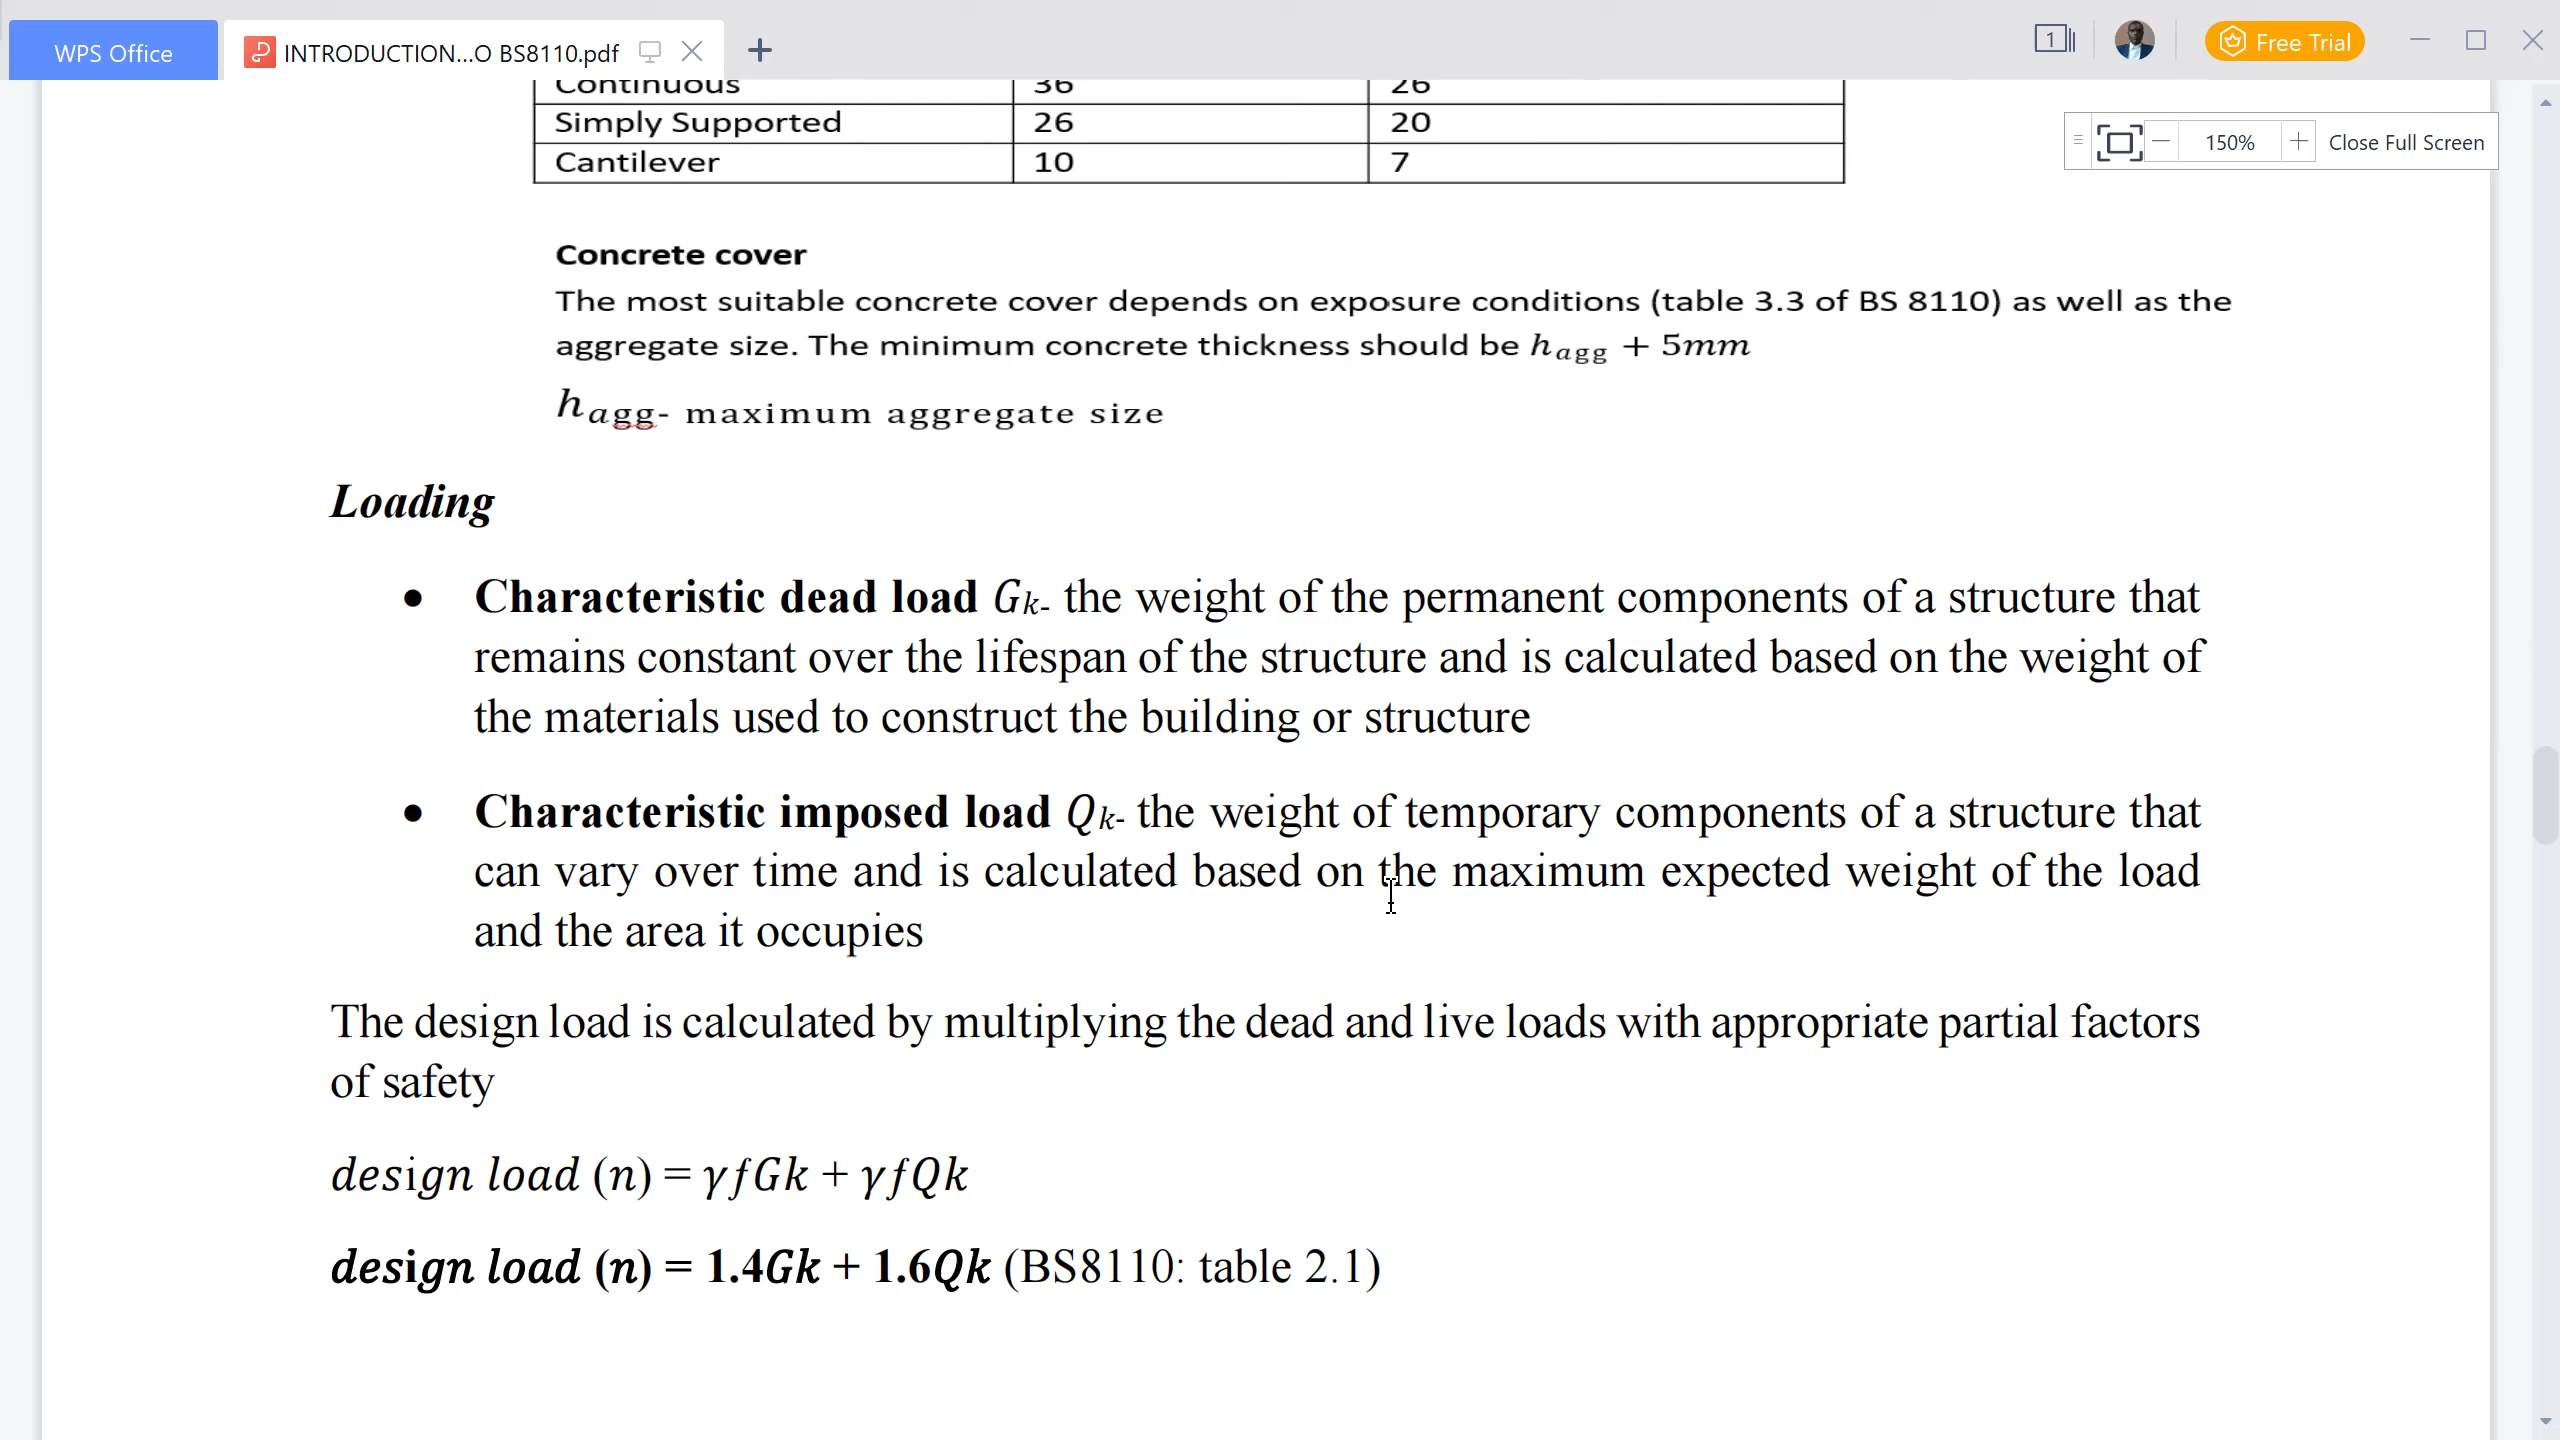 WPS Office
INTRODUCTION...O BS8110.pdf
1
Free Trial
Continuous 36 26
Simply Supported 26 20
Cantilever 10 7
150% Close Full Screen
Concrete cover
The most suitable concrete cover depends on exposure conditions (table 3.3 of BS 8110) as well as the
aggregate size. The minimum concrete thickness should be hagg + 5mm
hagg- maximum aggregate size
Loading
• Characteristic dead load Gk- the weight of the permanent components of a structure that
remains constant over the lifespan of the structure and is calculated based on the weight of
the materials used to construct the building or structure
• Characteristic imposed load Qk- the weight of temporary components of a structure that
can vary over time and is calculated based on the maximum expected weight of the load
and the area it occupies
The design load is calculated by multiplying the dead and live loads with appropriate partial factors
of safety
design load (n) = γfGk + γfQk
design load (n) = 1.4Gk + 1.6Qk (BS8110: table 2.1)